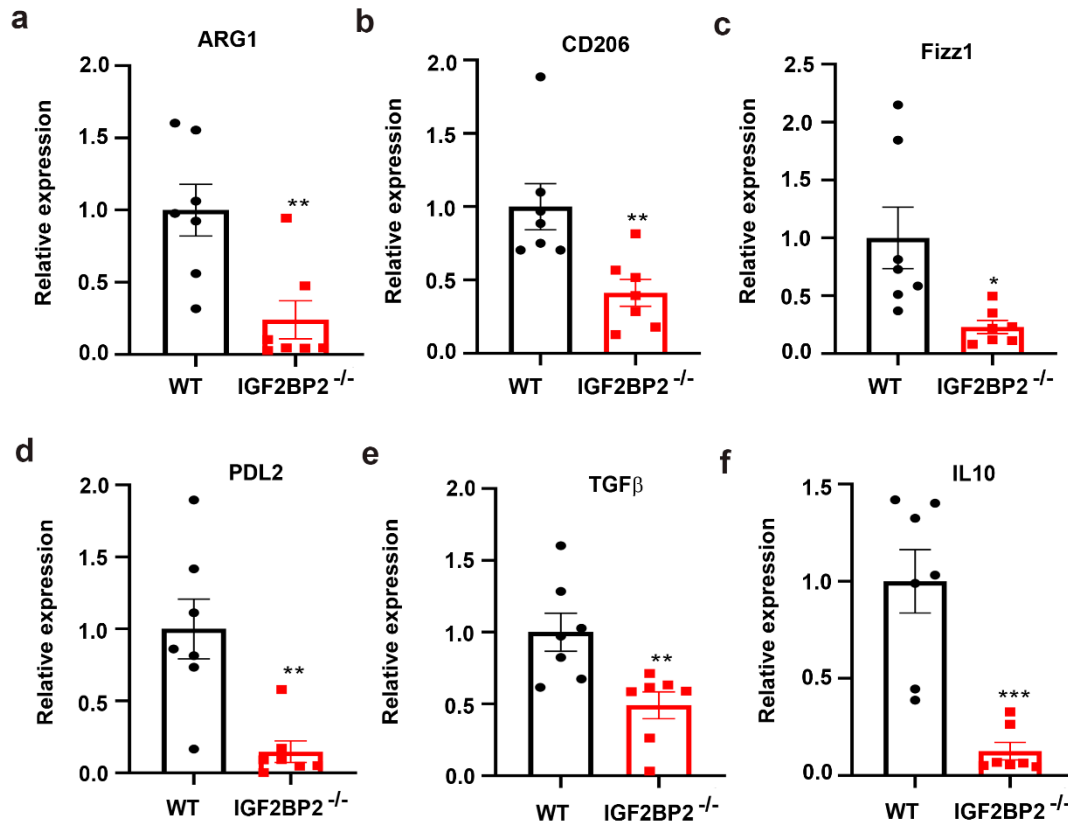 a
ARG1
Relative expression
2.0
1.5
1.0
0.5
0.0
**
WT
IGF2BP2 -/-
b
CD206
Relative expression
2.0
1.5
1.0
0.5
0.0
**
WT
IGF2BP2 -/-
c
Fizz1
Relative expression
2.5
2.0
1.5
1.0
0.5
0.0
*
WT
IGF2BP2 -/-
d
PDL2
Relative expression
2.0
1.5
1.0
0.5
0.0
**
WT
IGF2BP2 -/-
e
TGFβ
Relative expression
2.0
1.5
1.0
0.5
0.0
**
WT
IGF2BP2 -/-
f
IL10
Relative expression
1.5
1.0
0.5
0.0
***
WT
IGF2BP2 -/-